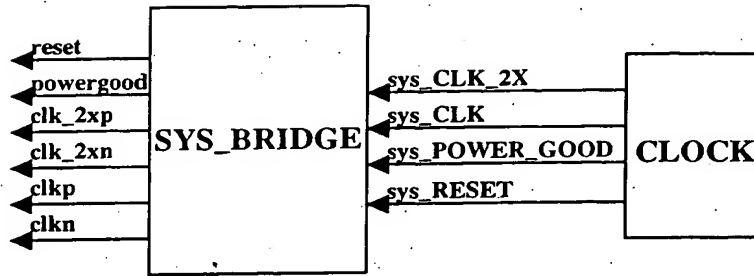 reset
powergood
clk_2xp
clk_2xn
clkp
clkn
SYS_BRIDGE
sys_CLK_2X
sys_CLK
sys_POWER_GOOD
sys_RESET
CLOCK